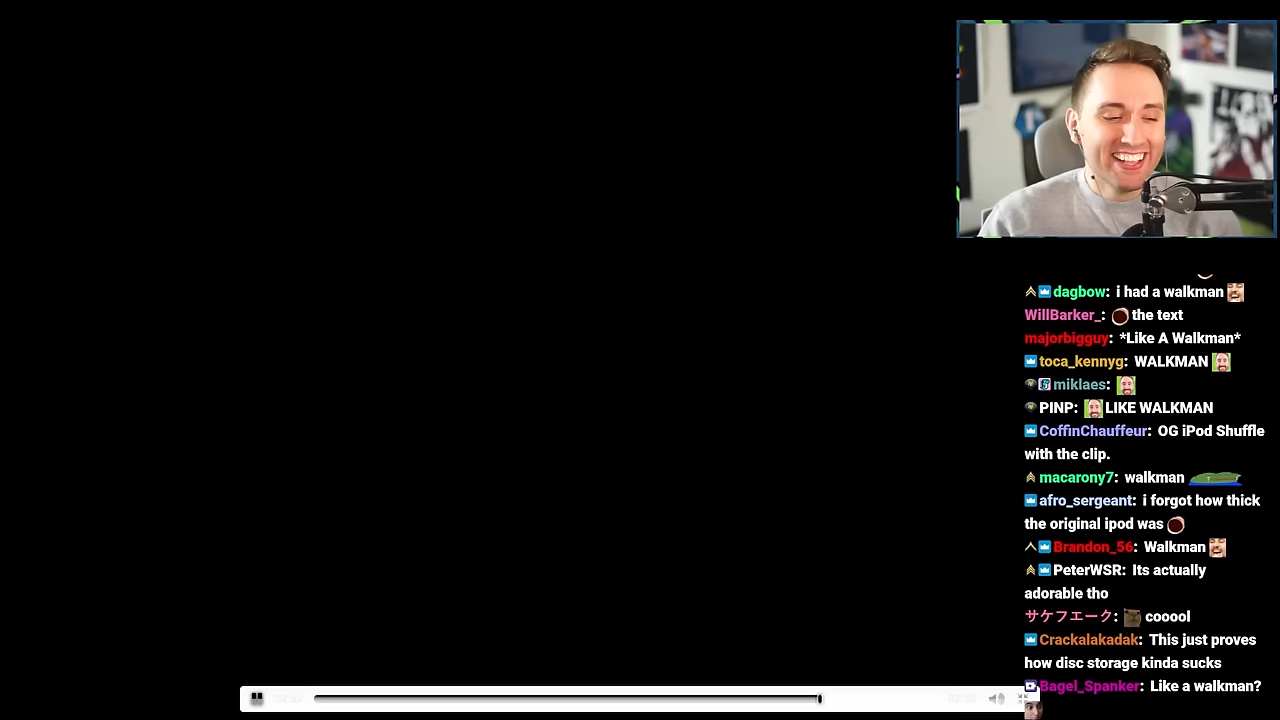 dagbow: i had a walkman
WillBarker_: the text
majorbigguy: *Like A Walkman*
toca_kennyg: WALKMAN
miklaes:
PINP: LIKE WALKMAN
CoffinChauffeur: OG iPod Shuffle
with the clip.
macarony7: walkman
afro_sergeant: i forgot how thick
the original ipod was
Brandon_56: Walkman
PeterWSR: Its actually
adorable tho
サケフエーク: cooool
Crackalakadak: This just proves
how disc storage kinda sucks
Bagel_Spanker: Like a walkman?